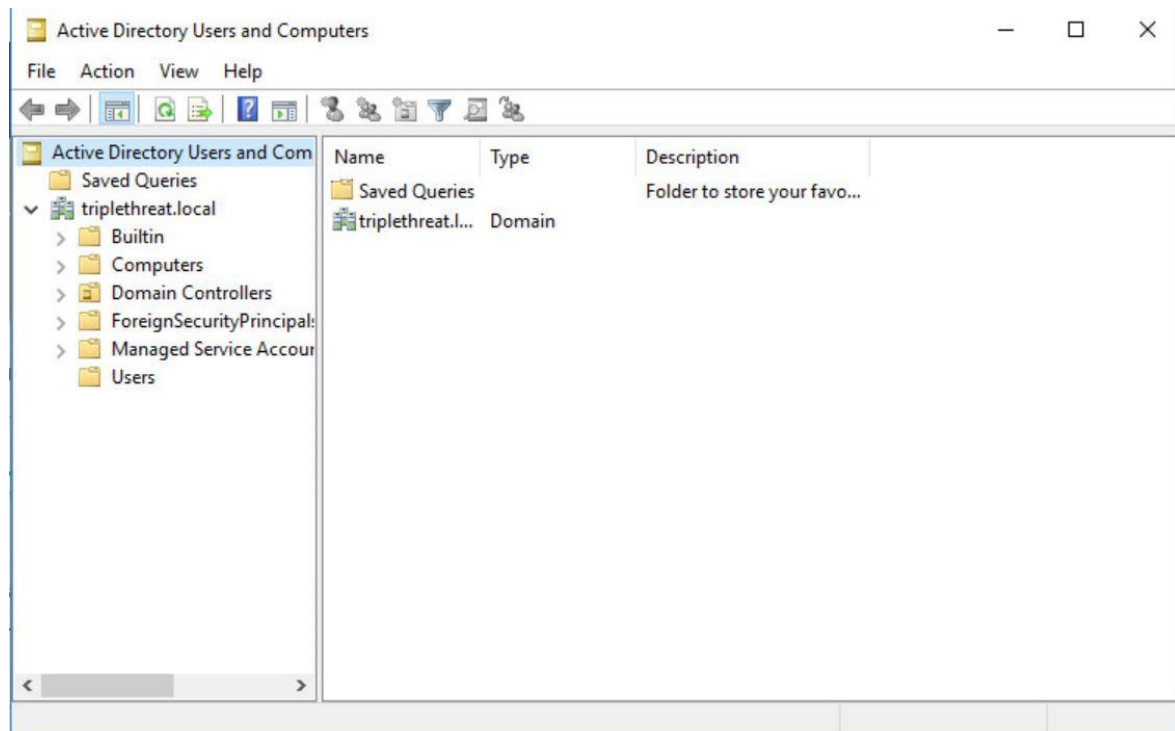 Active Directory Users and Computers
File Action View Help
Active Directory Users and Com
Saved Queries
triplethreat.local
Builtin
Computers
Domain Controllers
ForeignSecurityPrincipals
Managed Service Accour
Users
Name Type Description
Saved Queries Folder to store your favo...
triplethreat.l... Domain